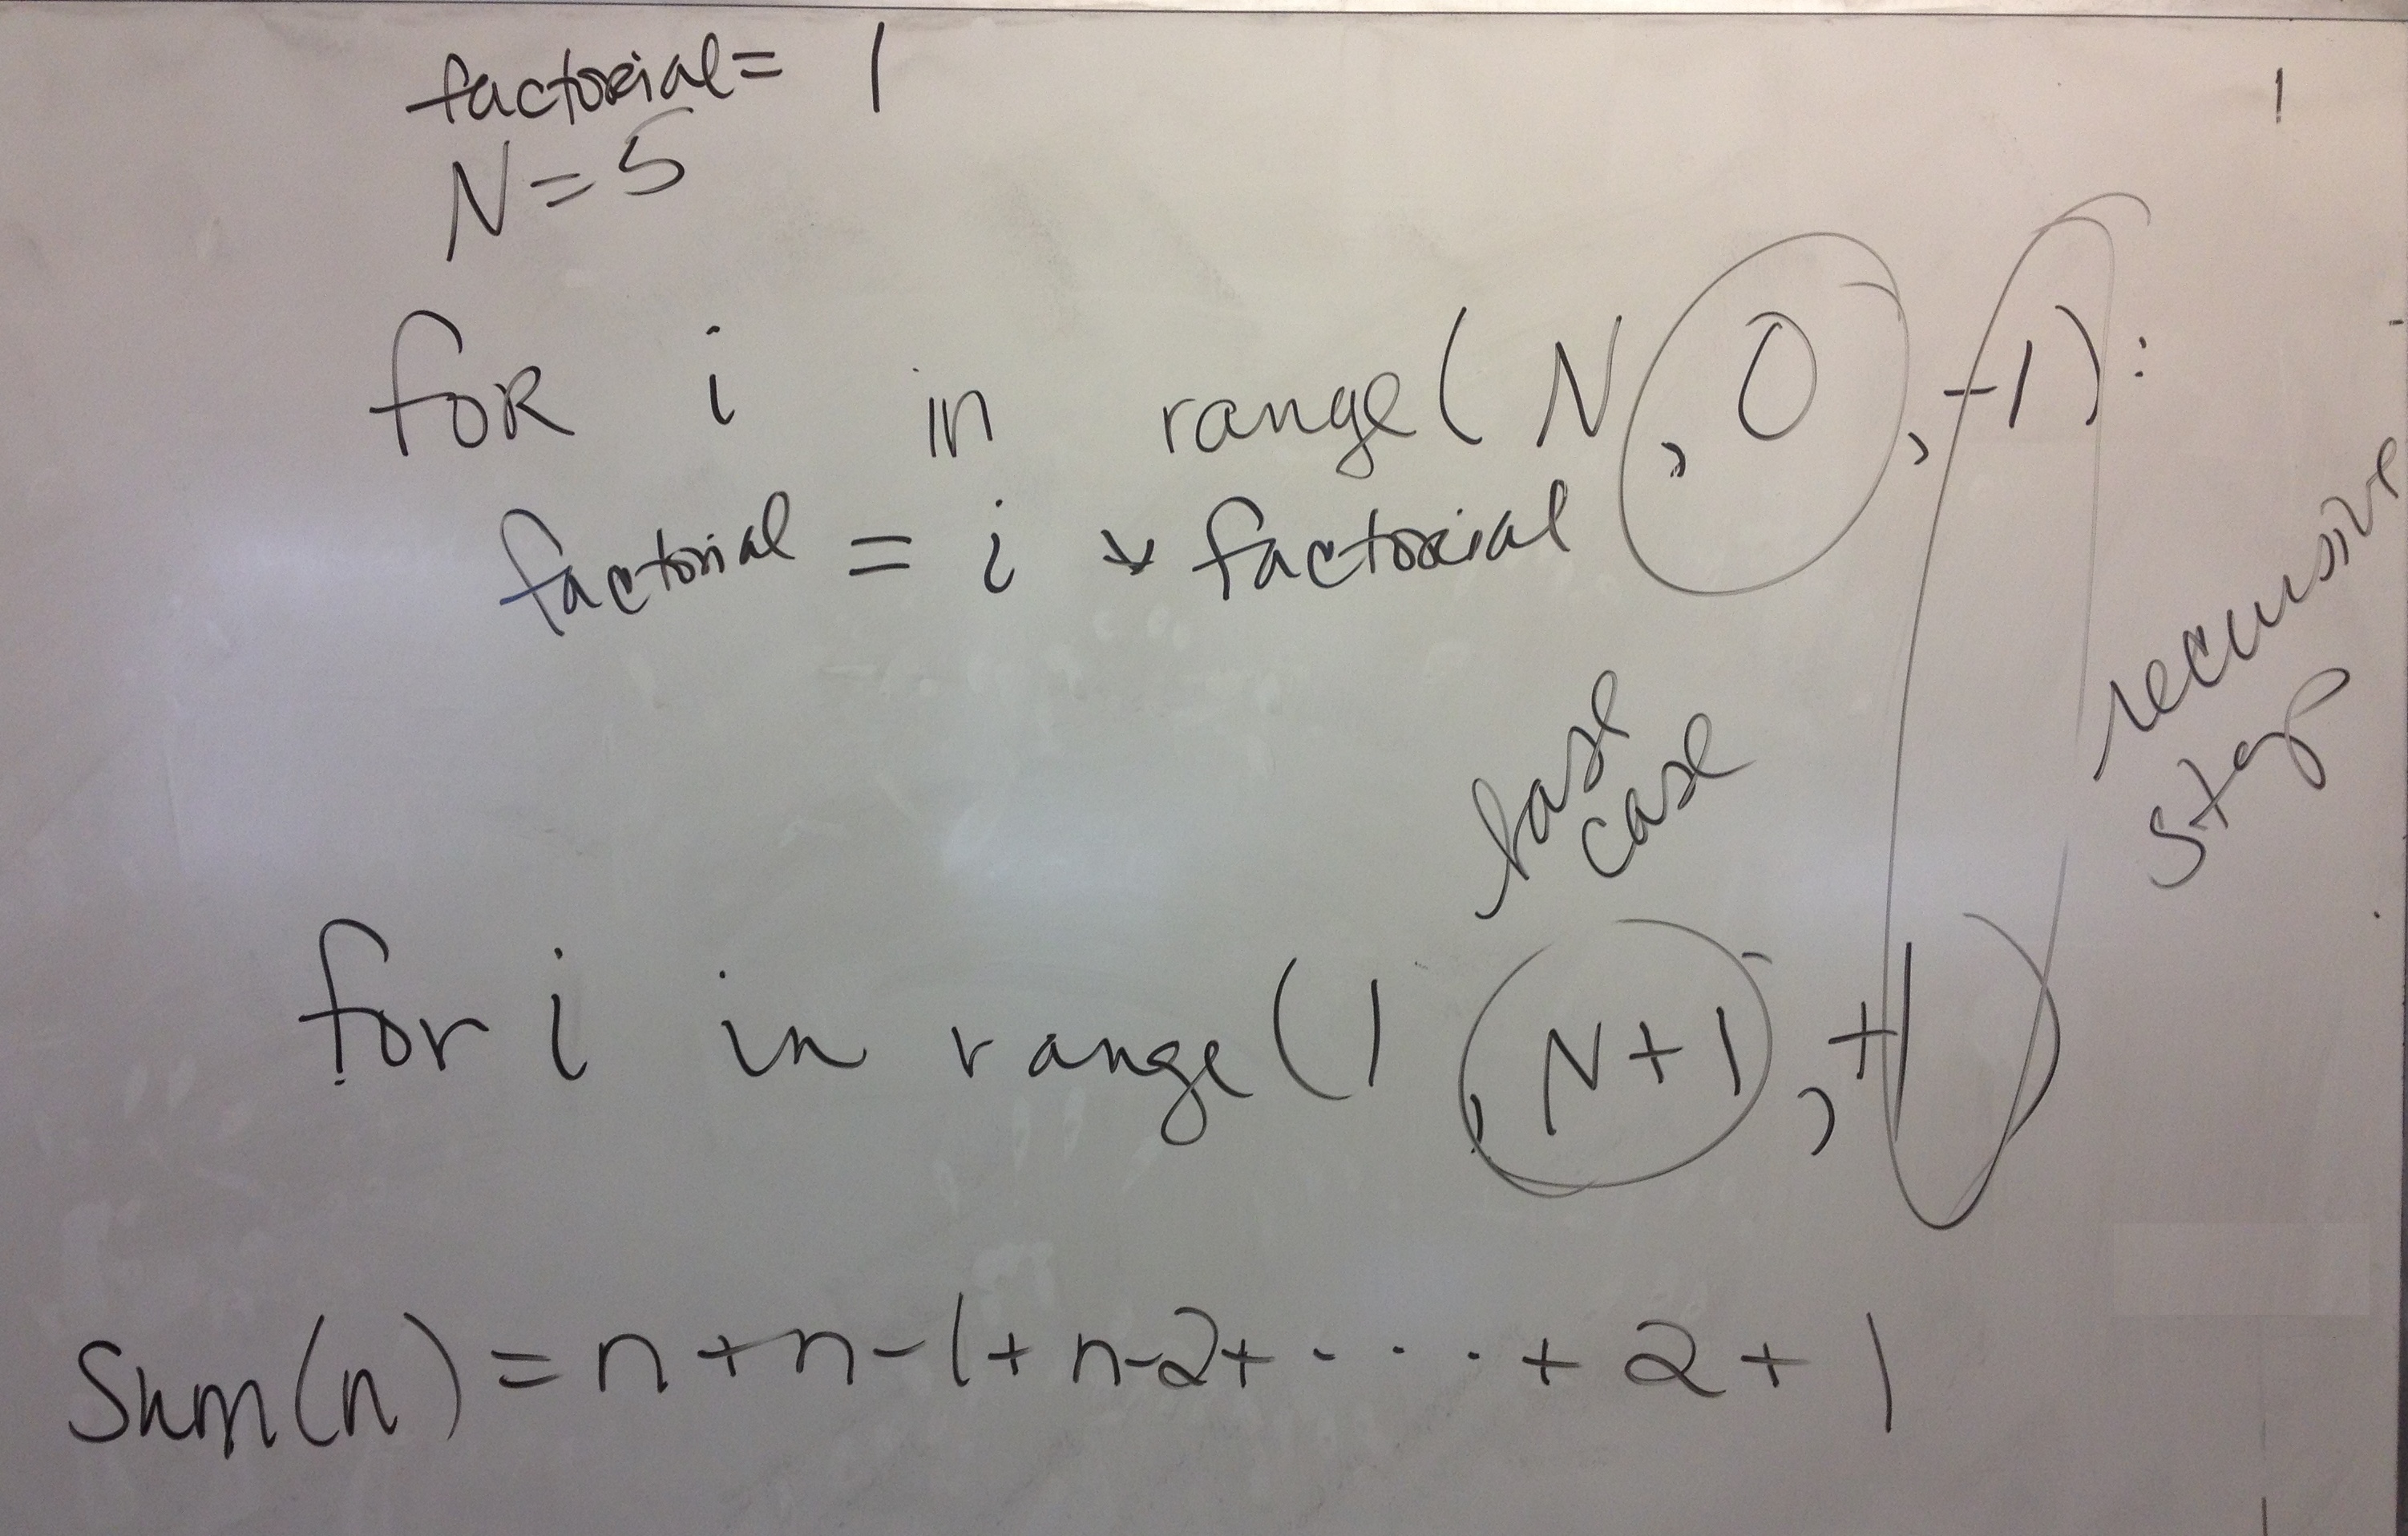 factorial = 1
1
N = 5
for i in range( N , 0 , -1):
factorial = i * factorial
recursive
step
base
case
for i in range( 1 , N+1 , +1 )
Sum(n) = n + n-1 + n-2 + . . . . + 2 + 1